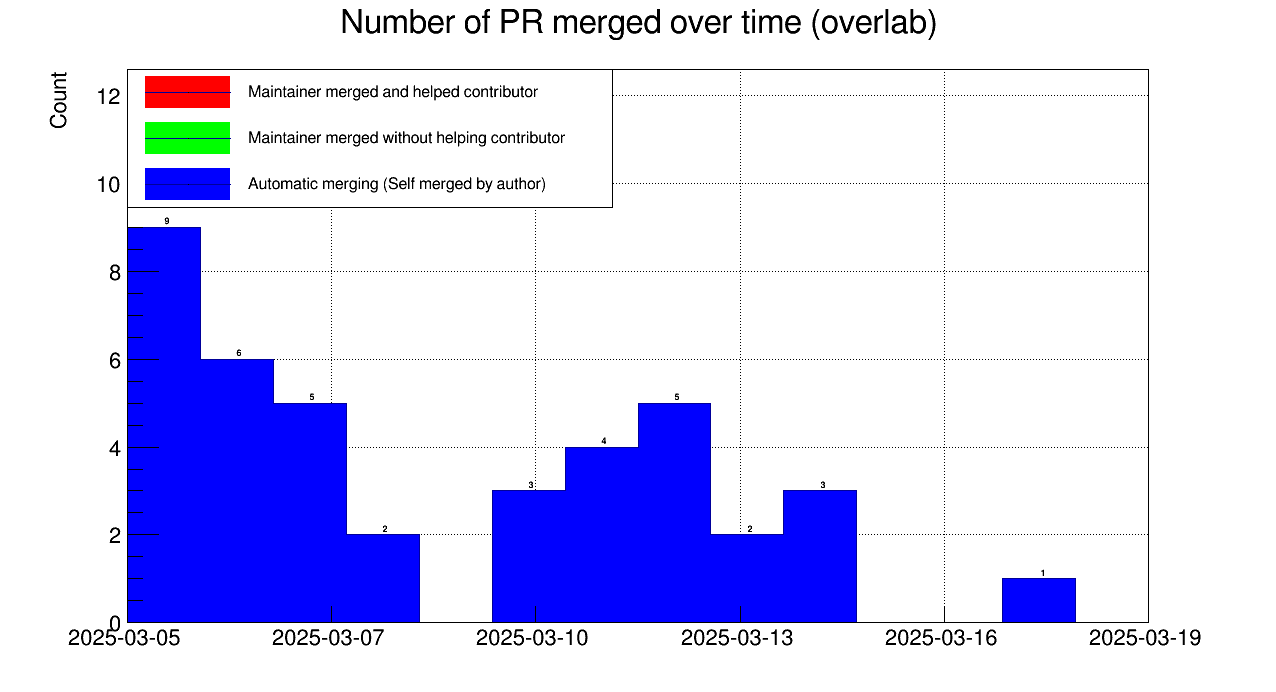 Number of PR merged over time (overlab)
Count
Maintainer merged and helped contributor
Maintainer merged without helping contributor
Automatic merging (Self merged by author)
12
10
8
6
4
2
0
9
6
5
2
3
4
5
2
3
1
2025-03-05 2025-03-07 2025-03-10 2025-03-13 2025-03-16 2025-03-19